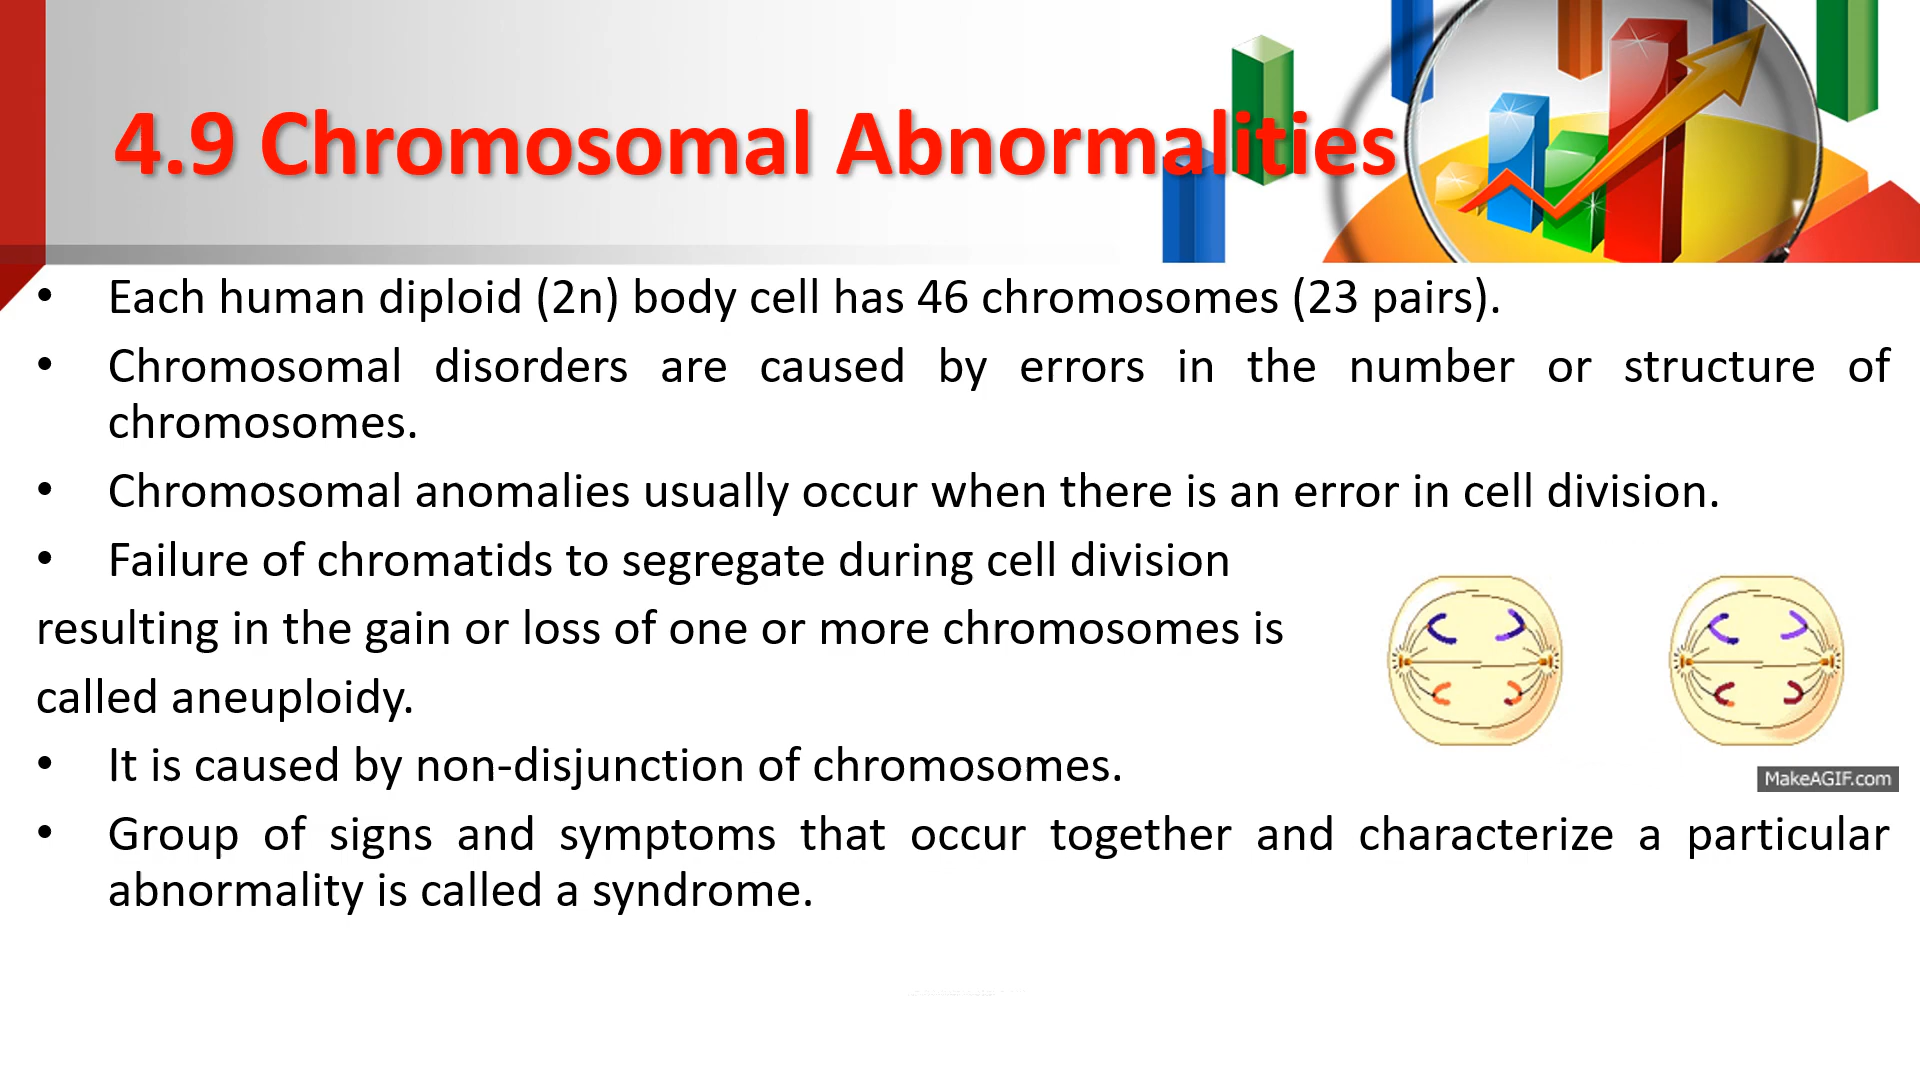 4.9 Chromosomal Abnormalities
• Each human diploid (2n) body cell has 46 chromosomes (23 pairs).
• Chromosomal disorders are caused by errors in the number or structure of
chromosomes.
• Chromosomal anomalies usually occur when there is an error in cell division.
• Failure of chromatids to segregate during cell division
resulting in the gain or loss of one or more chromosomes is
called aneuploidy.
• It is caused by non-disjunction of chromosomes.
MakeAGIF.com
• Group of signs and symptoms that occur together and characterize a particular
abnormality is called a syndrome.